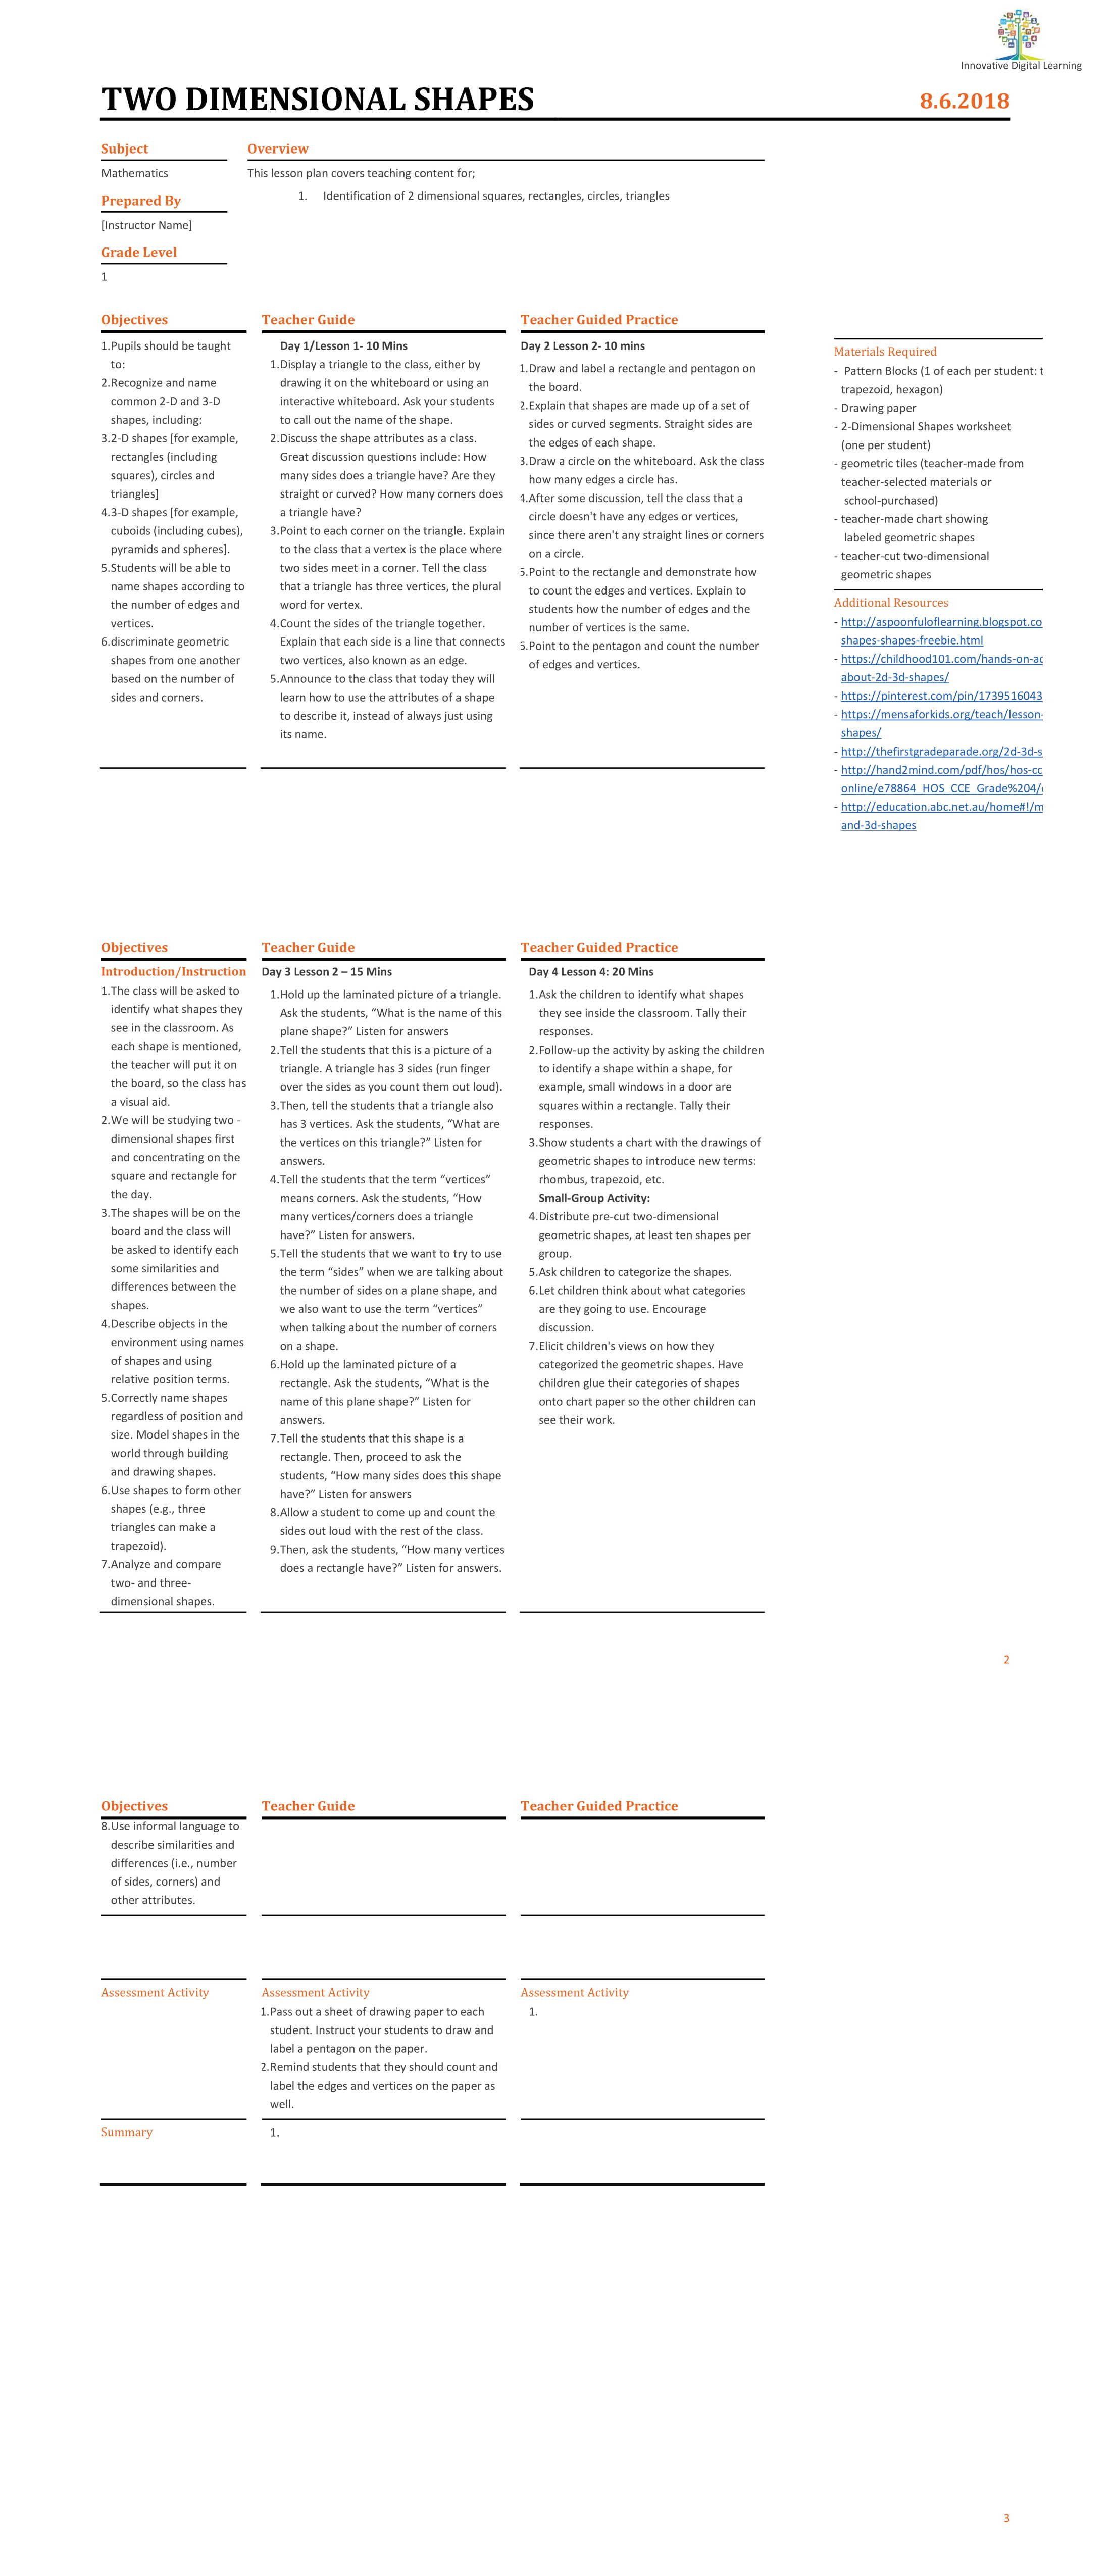 Innovative Digital Learning
TWO DIMENSIONAL SHAPES
8.6.2018
Subject
Mathematics
Prepared By
[Instructor Name]
Grade Level
1
Overview
This lesson plan covers teaching content for;
1. Identification of 2 dimensional squares, rectangles, circles, triangles
Objectives
1.Pupils should be taught
to:
2.Recognize and name
common 2-D and 3-D
shapes, including:
3.2-D shapes [for example,
rectangles (including
squares), circles and
triangles]
4.3-D shapes [for example,
cuboids (including cubes),
pyramids and spheres].
5.Students will be able to
name shapes according to
the number of edges and
vertices.
6.discriminate geometric
shapes from one another
based on the number of
sides and corners.
Teacher Guide
Day 1/Lesson 1- 10 Mins
1.Display a triangle to the class, either by
drawing it on the whiteboard or using an
interactive whiteboard. Ask your students
to call out the name of the shape.
2.Discuss the shape attributes as a class.
Great discussion questions include: How
many sides does a triangle have? Are they
straight or curved? How many corners does
a triangle have?
3.Point to each corner on the triangle. Explain
to the class that a vertex is the place where
two sides meet in a corner. Tell the class
that a triangle has three vertices, the plural
word for vertex.
4.Count the sides of the triangle together.
Explain that each side is a line that connects
two vertices, also known as an edge.
5.Announce to the class that today they will
learn how to use the attributes of a shape
to describe it, instead of always just using
its name.
Teacher Guided Practice
Day 2 Lesson 2- 10 mins
1.Draw and label a rectangle and pentagon on
the board.
2.Explain that shapes are made up of a set of
sides or curved segments. Straight sides are
the edges of each shape.
3.Draw a circle on the whiteboard. Ask the class
how many edges a circle has.
4.After some discussion, tell the class that a
circle doesn't have any edges or vertices,
since there aren't any straight lines or corners
on a circle.
5.Point to the rectangle and demonstrate how
to count the edges and vertices. Explain to
students how the number of edges and the
number of vertices is the same.
Point to the pentagon and count the number
of edges and vertices.
Materials Required
- Pattern Blocks (1 of each per student:
trapezoid, hexagon)
- Drawing paper
- 2-Dimensional Shapes worksheet
(one per student)
- geometric tiles (teacher-made from
teacher-selected materials or
school-purchased)
- teacher-made chart showing
labeled geometric shapes
- teacher-cut two-dimensional
geometric shapes
Additional Resources
- http://aspoonfuloflearning.blogspot.co
shapes-shapes-freebie.html
- https://childhood101.com/hands-on-ac
about-2d-3d-shapes/
- https://pinterest.com/pin/1739516043
- https://mensaforkids.org/teach/lesson-
shapes/
- http://thefirstgradeparade.org/2d-3d-s
- http://hand2mind.com/pdf/hos/hos-cc
online/e78864_HOS_CCE_Grade%204/
- http://education.abc.net.au/home#!/m
and-3d-shapes
Objectives
Introduction/Instruction
1.The class will be asked to
identify what shapes they
see in the classroom. As
each shape is mentioned,
the teacher will put it on
the board, so the class has
a visual aid.
2.We will be studying two -
dimensional shapes first
and concentrating on the
square and rectangle for
the day.
3.The shapes will be on the
board and the class will
be asked to identify each
some similarities and
differences between the
shapes.
4.Describe objects in the
environment using names
of shapes and using
relative position terms.
5.Correctly name shapes
regardless of position and
size. Model shapes in the
world through building
and drawing shapes.
6.Use shapes to form other
shapes (e.g., three
triangles can make a
trapezoid).
7.Analyze and compare
two- and three-
dimensional shapes.
Teacher Guide
Day 3 Lesson 2 – 15 Mins
1.Hold up the laminated picture of a triangle.
Ask the students, “What is the name of this
plane shape?” Listen for answers
2.Tell the students that this is a picture of a
triangle. A triangle has 3 sides (run finger
over the sides as you count them out loud).
3.Then, tell the students that a triangle also
has 3 vertices. Ask the students, “What are
the vertices on this triangle?” Listen for
answers.
4.Tell the students that the term “vertices”
means corners. Ask the students, “How
many vertices/corners does a triangle
have?” Listen for answers.
5.Tell the students that we want to try to use
the term “sides” when we are talking about
the number of sides on a plane shape, and
we also want to use the term “vertices”
when talking about the number of corners
on a shape.
6.Hold up the laminated picture of a
rectangle. Ask the students, “What is the
name of this plane shape?” Listen for
answers.
7.Tell the students that this shape is a
rectangle. Then, proceed to ask the
students, “How many sides does this shape
have?” Listen for answers
8.Allow a student to come up and count the
sides out loud with the rest of the class.
9.Then, ask the students, “How many vertices
does a rectangle have?” Listen for answers.
Teacher Guided Practice
Day 4 Lesson 4: 20 Mins
1.Ask the children to identify what shapes
they see inside the classroom. Tally their
responses.
2.Follow-up the activity by asking the children
to identify a shape within a shape, for
example, small windows in a door are
squares within a rectangle. Tally their
responses.
3.Show students a chart with the drawings of
geometric shapes to introduce new terms:
rhombus, trapezoid, etc.
Small-Group Activity:
4.Distribute pre-cut two-dimensional
geometric shapes, at least ten shapes per
group.
5.Ask children to categorize the shapes.
6.Let children think about what categories
are they going to use. Encourage
discussion.
7.Elicit children's views on how they
categorized the geometric shapes. Have
children glue their categories of shapes
onto chart paper so the other children can
see their work.
2
Objectives
8.Use informal language to
describe similarities and
differences (i.e., number
of sides, corners) and
other attributes.
Teacher Guide
Teacher Guided Practice
Assessment Activity
Assessment Activity
1.Pass out a sheet of drawing paper to each
student. Instruct your students to draw and
label a pentagon on the paper.
2.Remind students that they should count and
label the edges and vertices on the paper as
well.
Assessment Activity
1.
Summary
1.
3